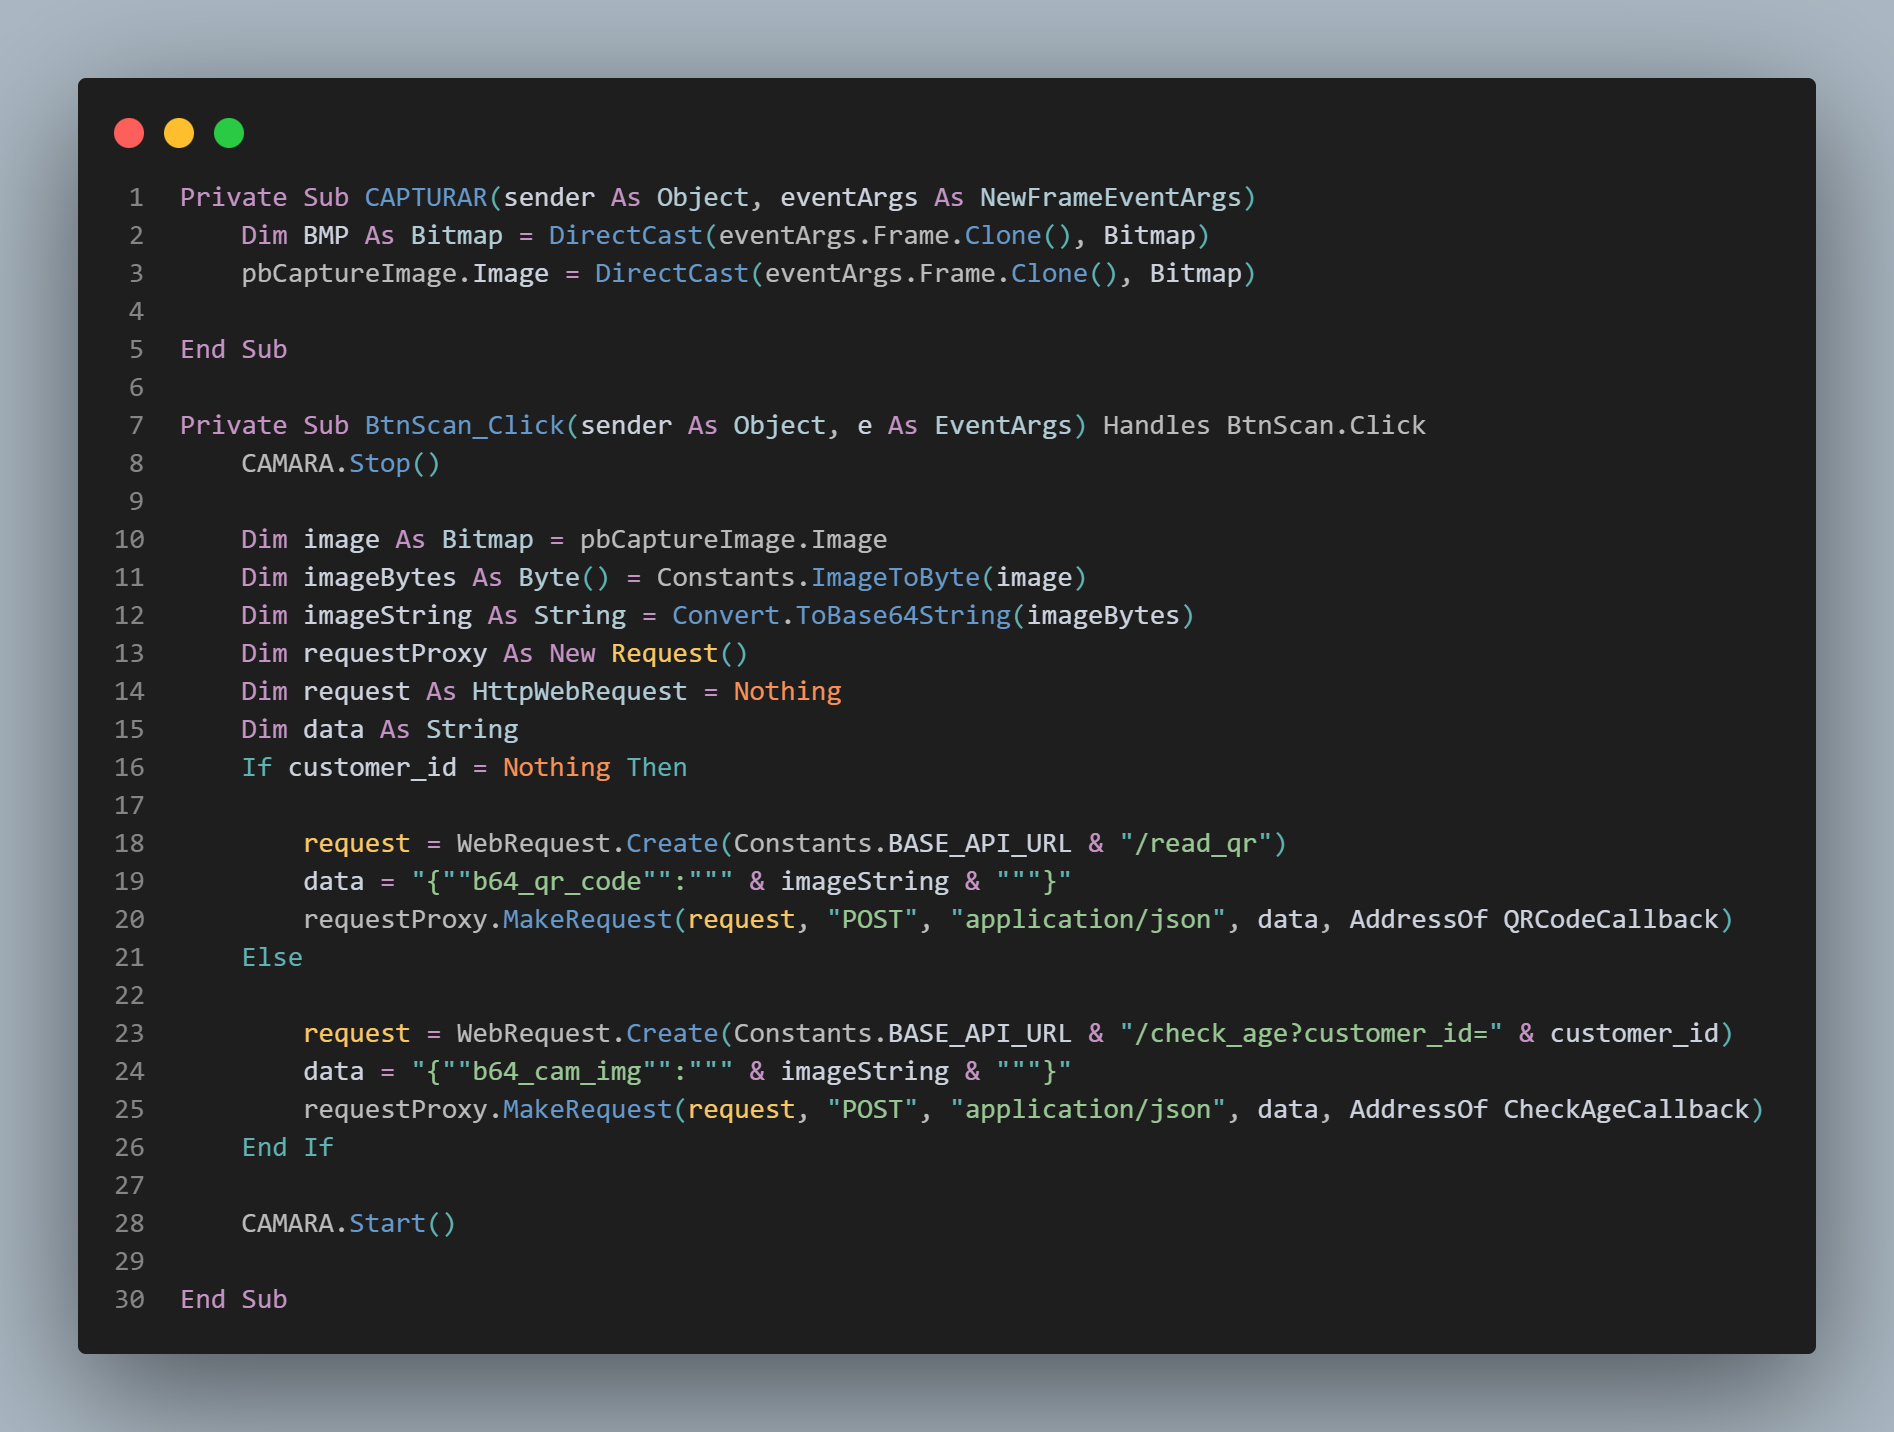 1 Private Sub CAPTURAR(sender As Object, eventArgs As NewFrameEventArgs)
2     Dim BMP As Bitmap = DirectCast(eventArgs.Frame.Clone(), Bitmap)
3     pbCaptureImage.Image = DirectCast(eventArgs.Frame.Clone(), Bitmap)
4
5 End Sub
6
7 Private Sub BtnScan_Click(sender As Object, e As EventArgs) Handles BtnScan.Click
8     CAMARA.Stop()
9
10     Dim image As Bitmap = pbCaptureImage.Image
11     Dim imageBytes As Byte() = Constants.ImageToByte(image)
12     Dim imageString As String = Convert.ToBase64String(imageBytes)
13     Dim requestProxy As New Request()
14     Dim request As HttpWebRequest = Nothing
15     Dim data As String
16     If customer_id = Nothing Then
17
18         request = WebRequest.Create(Constants.BASE_API_URL & "/read_qr")
19         data = "{""b64_qr_code"":""" & imageString & """}"
20         requestProxy.MakeRequest(request, "POST", "application/json", data, AddressOf QRCodeCallback)
21     Else
22
23         request = WebRequest.Create(Constants.BASE_API_URL & "/check_age?customer_id=" & customer_id)
24         data = "{""b64_cam_img"":""" & imageString & """}"
25         requestProxy.MakeRequest(request, "POST", "application/json", data, AddressOf CheckAgeCallback)
26     End If
27
28     CAMARA.Start()
29
30 End Sub